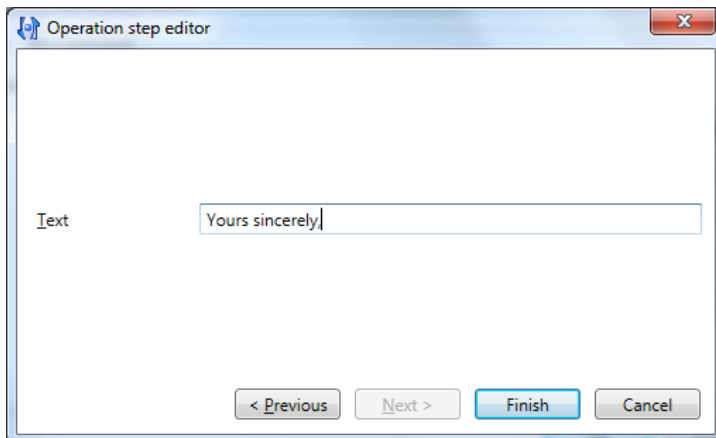 Operation step editor
Text Yours sincerely,
< Previous Next > Finish Cancel